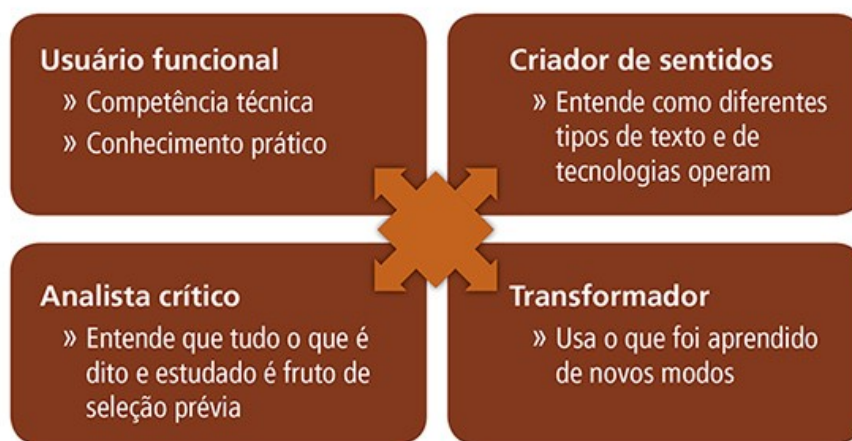 Usuário funcional
» Competência técnica
» Conhecimento prático
Criador de sentidos
» Entende como diferentes
tipos de texto e de
tecnologias operam
Analista crítico
» Entende que tudo o que é
dito e estudado é fruto de
seleção prévia
Transformador
» Usa o que foi aprendido
de novos modos